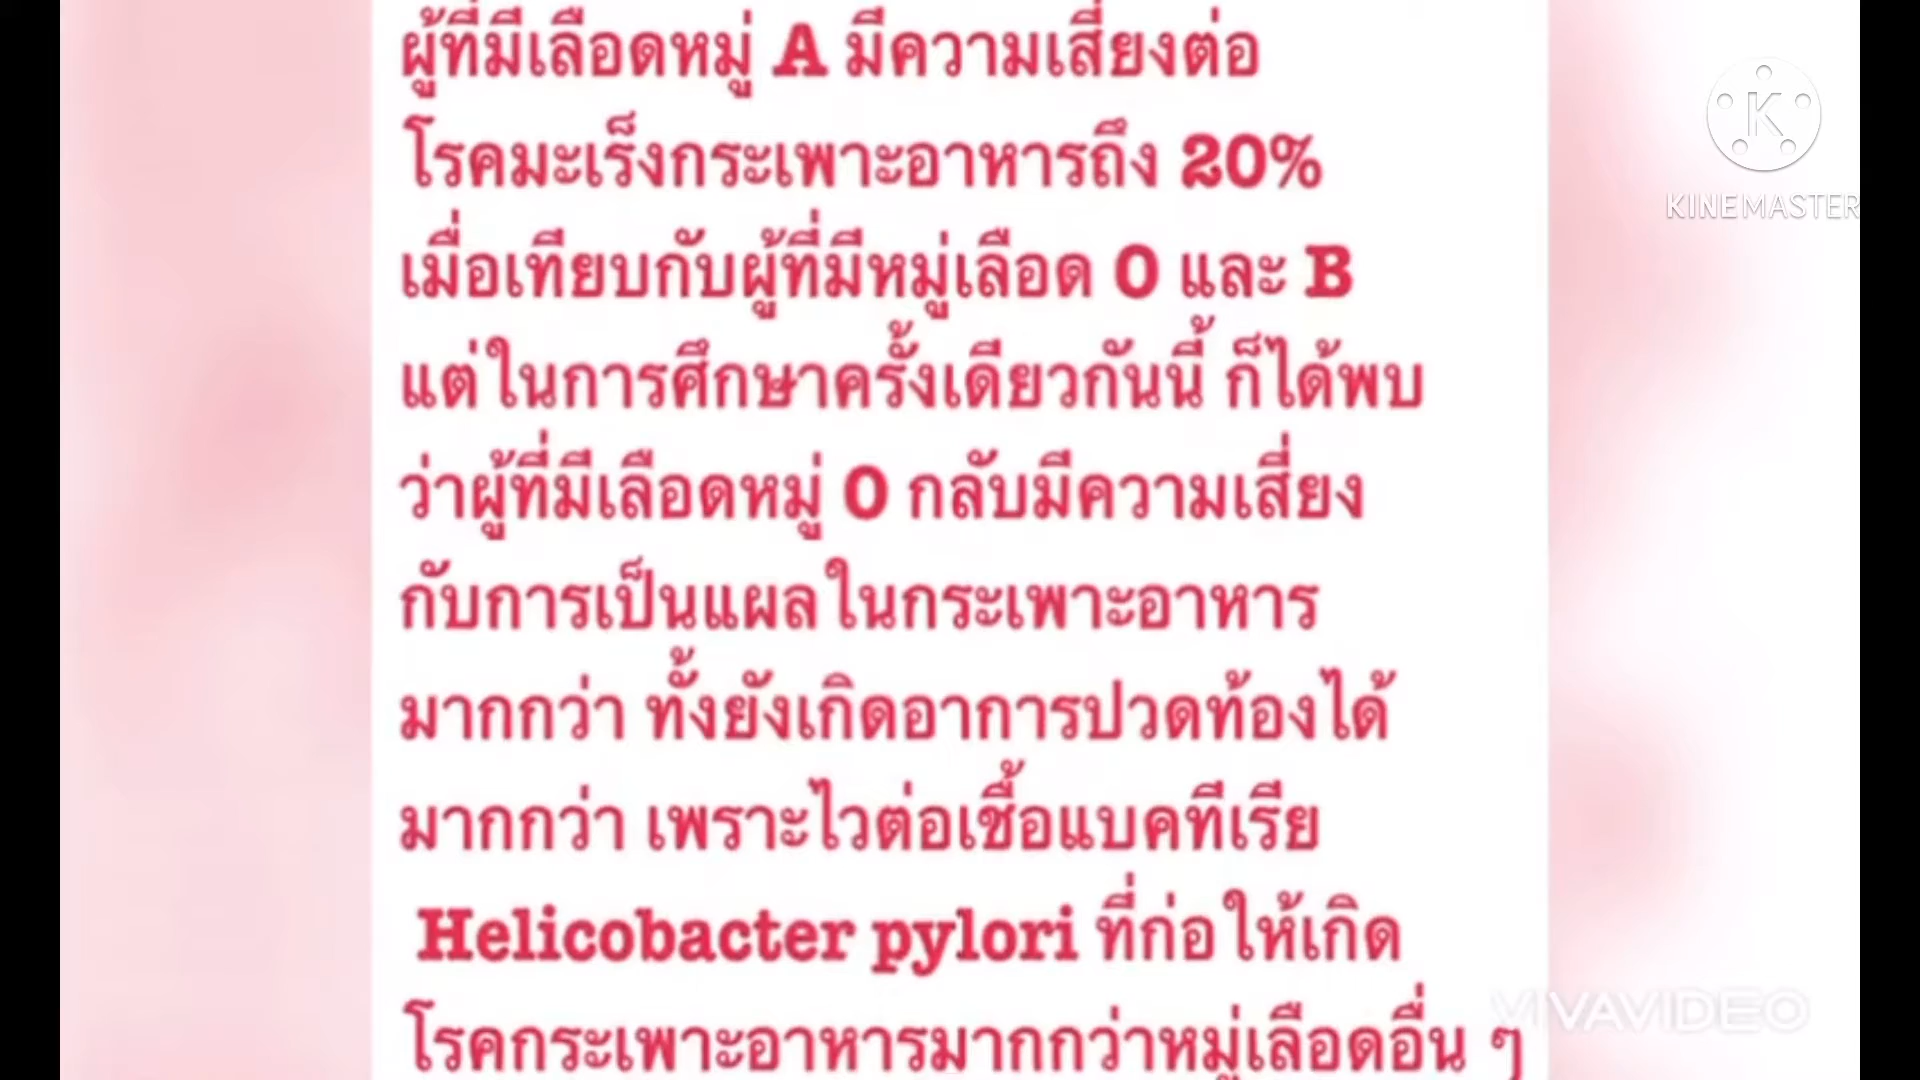 ผู้ที่มีเลือดหมู่ A มีความเสี่ยงต่อ
โรคมะเร็งกระเพาะอาหารถึง 20%
เมื่อเทียบกับผู้ที่มีหมู่เลือด O และ B
แต่ในการศึกษาครั้งเดียวกันนี้ ก็ได้พบ
ว่าผู้ที่มีเลือดหมู่ O กลับมีความเสี่ยง
กับการเป็นแผลในกระเพาะอาหาร
มากกว่า ทั้งยังเกิดอาการปวดท้องได้
มากกว่า เพราะไวต่อเชื้อแบคทีเรีย
Helicobacter pylori ที่ก่อให้เกิด
โรคกระเพาะอาหารมากกว่าหมู่เลือดอื่น ๆ
K
KINEMASTER
VIVAVIDEO